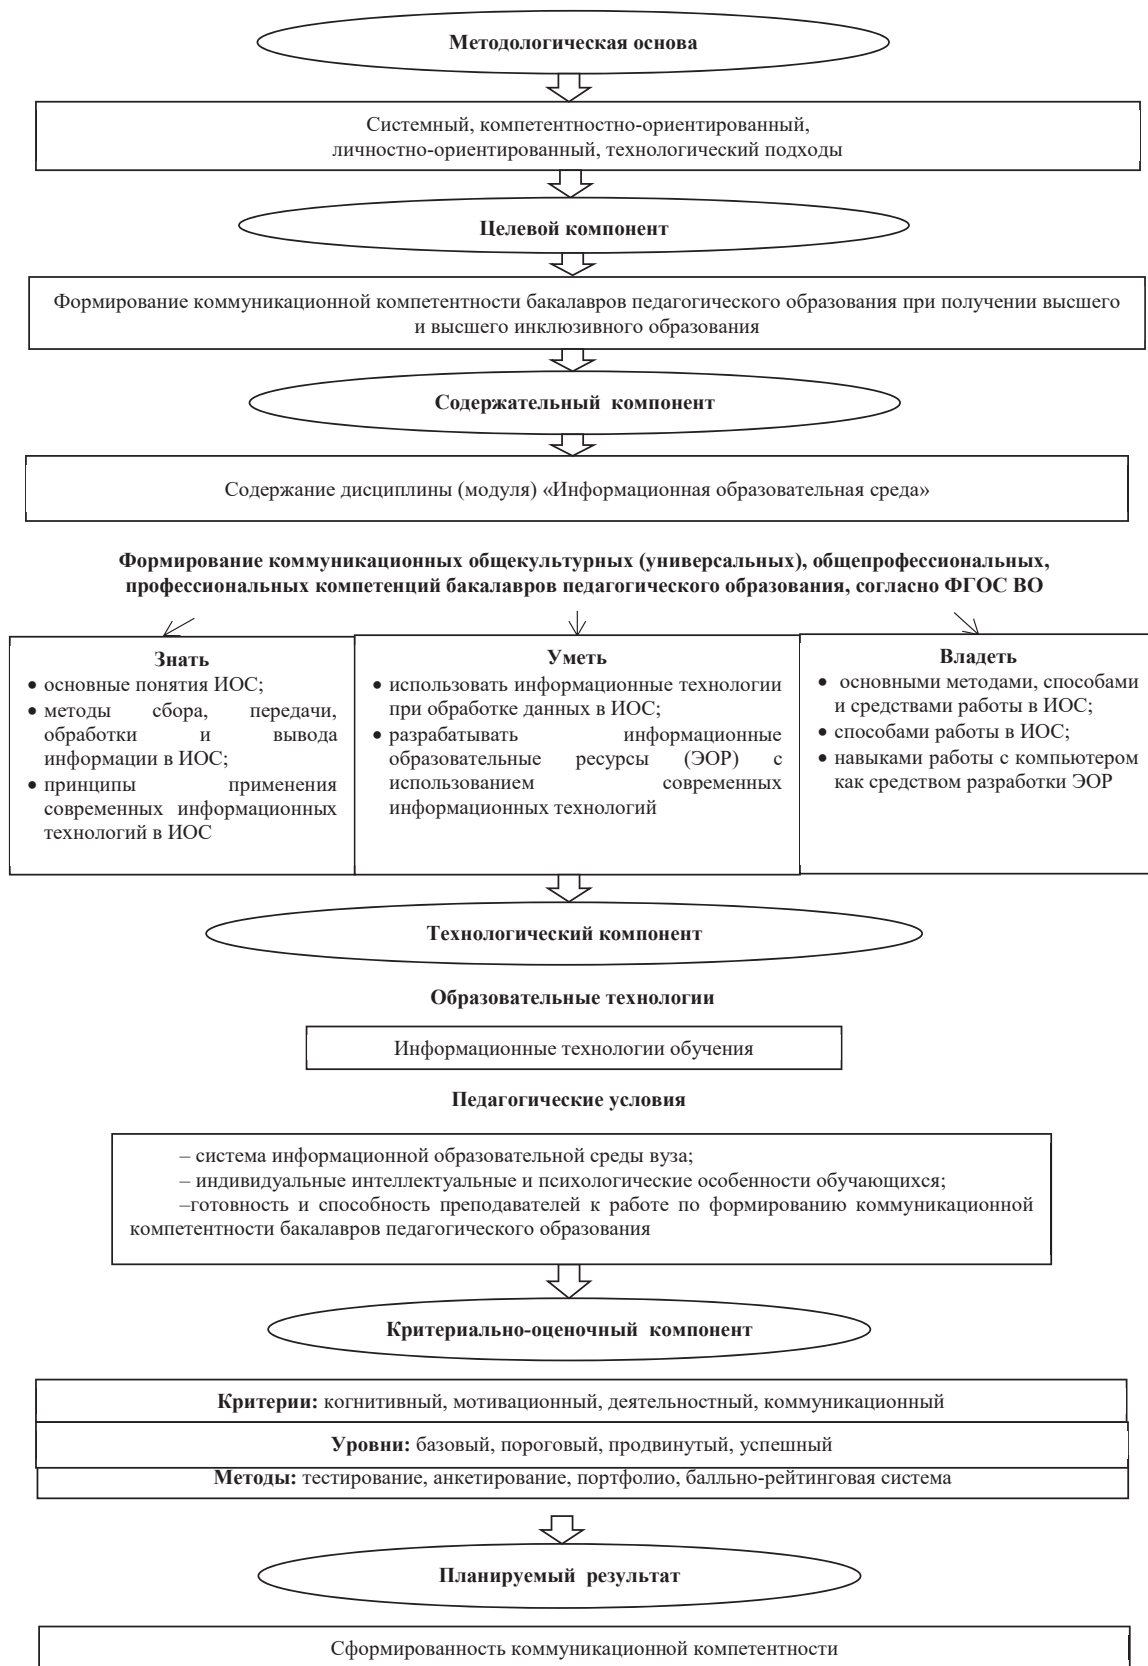 Методологическая основа
Системный, компетентностно-ориентированный,
личностно-ориентированный, технологический подходы
Целевой компонент
Формирование коммуникационной компетентности бакалавров педагогического образования при получении высшего
и высшего инклюзивного образования
Содержательный компонент
Содержание дисциплины (модуля) «Информационная образовательная среда»
Формирование коммуникационных общекультурных (универсальных), общепрофессиональных,
профессиональных компетенций бакалавров педагогического образования, согласно ФГОС ВО
Знать
• основные понятия ИОС;
• методы сбора, передачи,
обработки и вывода
информации в ИОС;
• принципы применения
современных информационных
технологий в ИОС
Уметь
• использовать информационные технологии
при обработке данных в ИОС;
• разрабатывать информационные
образовательные ресурсы (ЭОР) с
использованием современных
информационных технологий
Владеть
• основными методами, способами
и средствами работы в ИОС;
• способами работы в ИОС;
• навыками работы с компьютером
как средством разработки ЭОР
Технологический компонент
Образовательные технологии
Информационные технологии обучения
Педагогические условия
– система информационной образовательной среды вуза;
– индивидуальные интеллектуальные и психологические особенности обучающихся;
–готовность и способность преподавателей к работе по формированию коммуникационной
компетентности бакалавров педагогического образования
Критериально-оценочный компонент
Критерии: когнитивный, мотивационный, деятельностный, коммуникационный
Уровни: базовый, пороговый, продвинутый, успешный
Методы: тестирование, анкетирование, портфолио, балльно-рейтинговая система
Планируемый результат
Сформированность коммуникационной компетентности